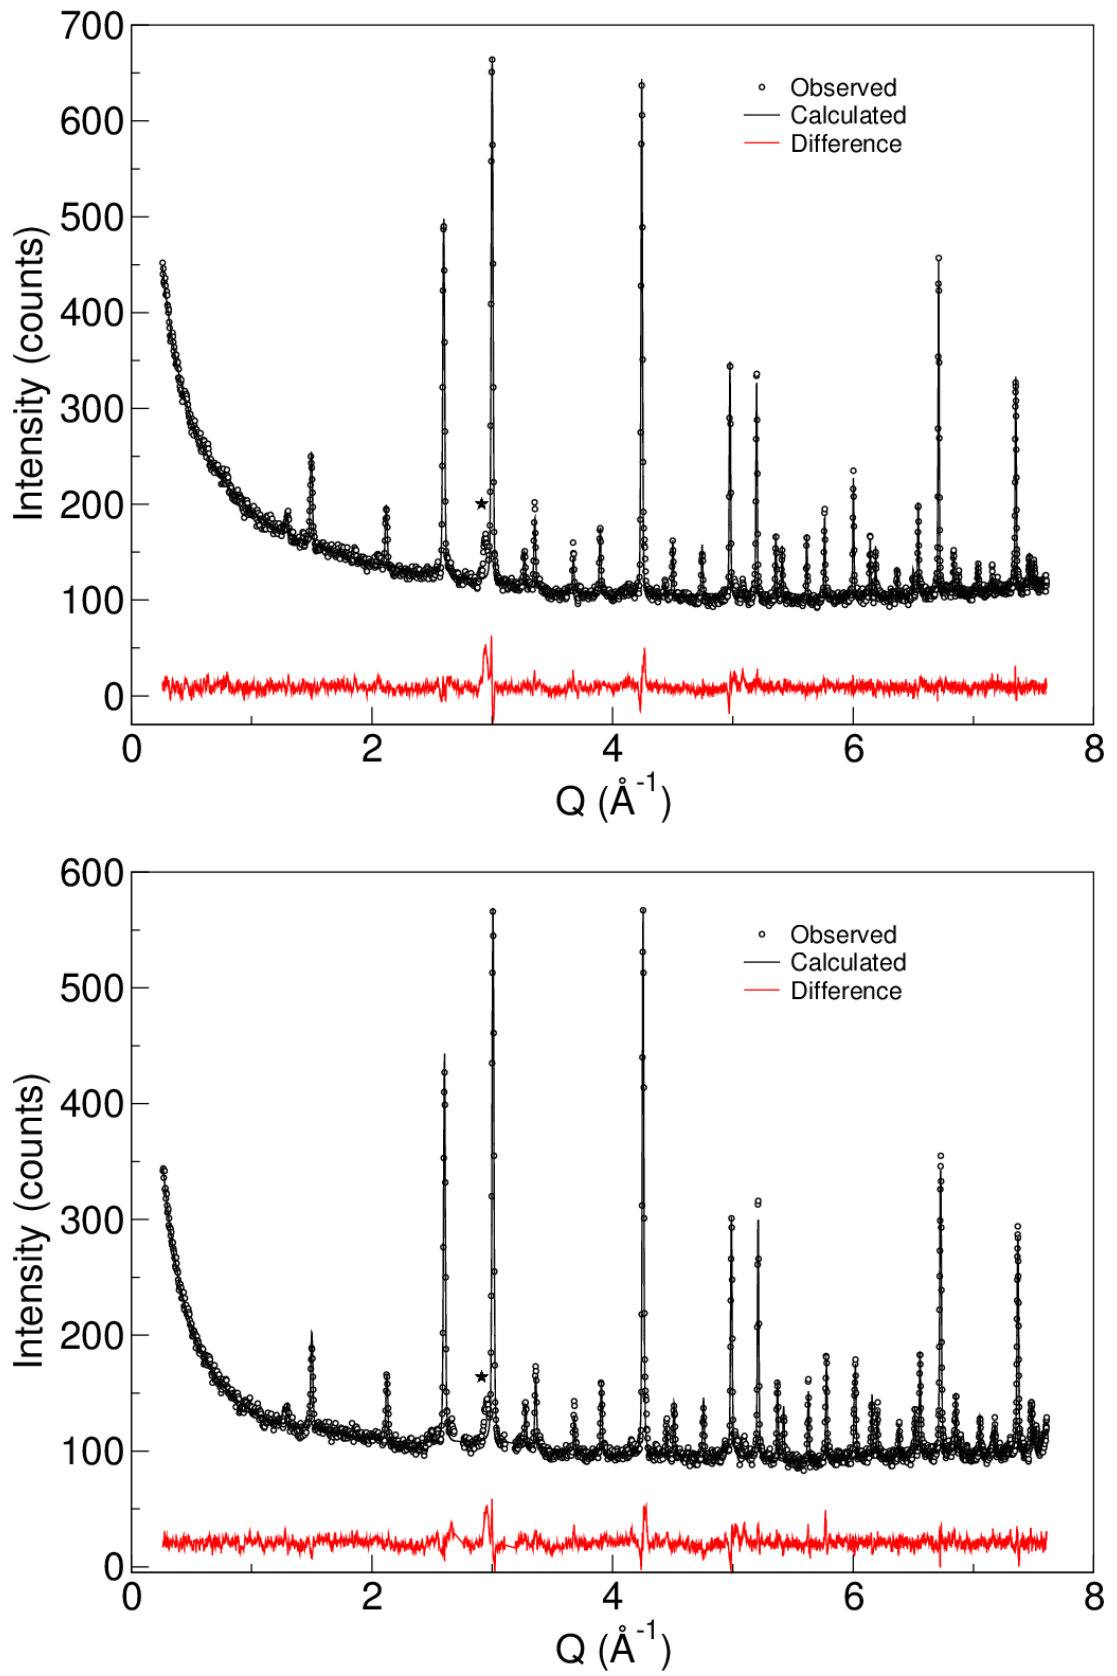 700
600
500
400
300
200
100
0
Intensity (counts)
Observed
Calculated
Difference
0 2 4 6 8
Q (Å⁻¹)
600
500
400
300
200
100
0
Intensity (counts)
Observed
Calculated
Difference
0 2 4 6 8
Q (Å⁻¹)